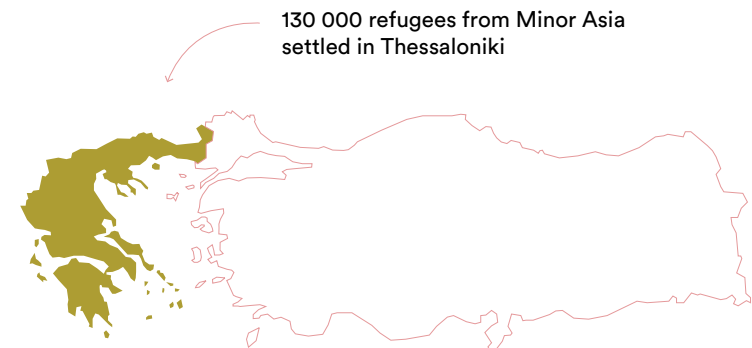 130 000 refugees from Minor Asia
settled in Thessaloniki